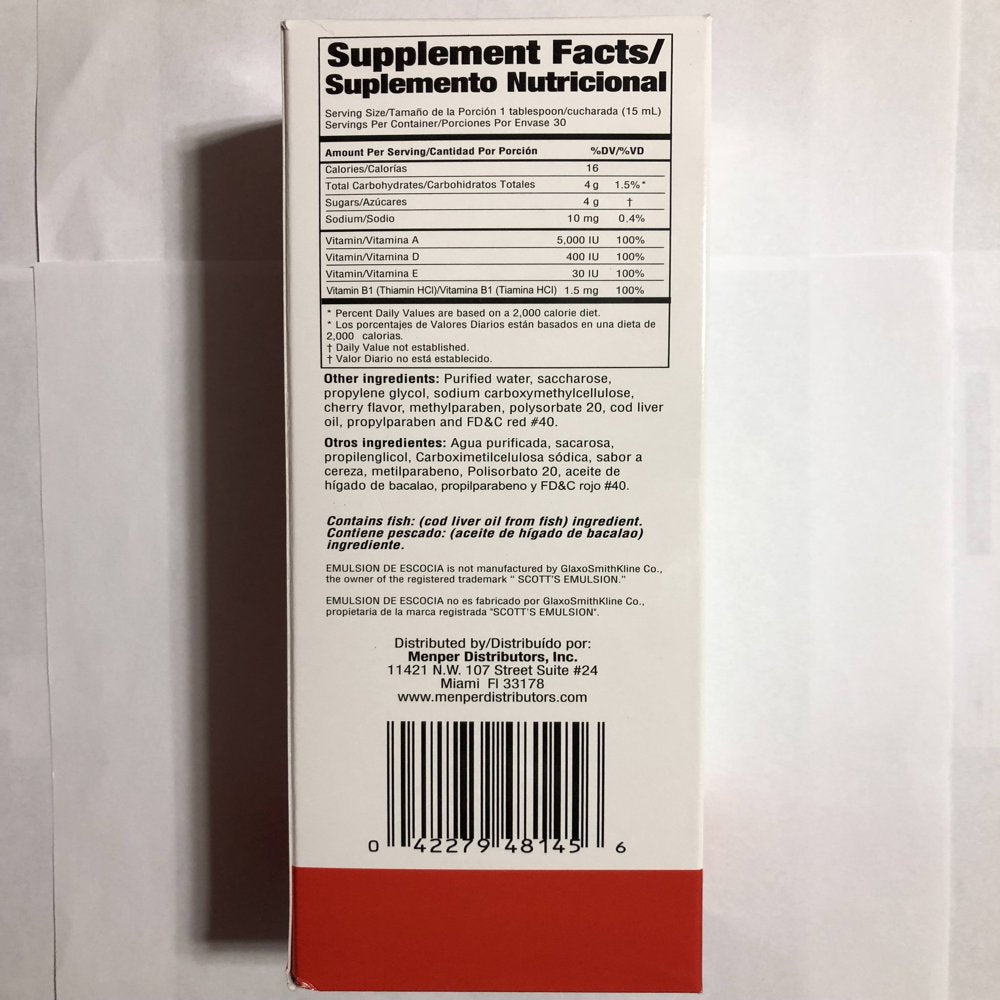 Supplement Facts/
Suplemento Nutricional
Serving Size/Tamaño de la Porción 1 tablespoon/cucharada (15 mL)
Servings Per Container/Porciones Por Envase 30
Amount Per Serving/Cantidad Por Porción %DV/%VD
Calories/Calorías 16
Total Carbohydrates/Carbohidratos Totales 4 g 1.5%*
Sugars/Azúcares 4 g †
Sodium/Sodio 10 mg 0.4%
Vitamin/Vitamina A 5,000 IU 100%
Vitamin/Vitamina D 400 IU 100%
Vitamin/Vitamina E 30 IU 100%
Vitamin B1 (Thiamin HCl)/Vitamina B1 (Tiamina HCl) 1.5 mg 100%
* Percent Daily Values are based on a 2,000 calorie diet.
* Los porcentajes de Valores Diarios están basados en una dieta de
2,000 calorias.
† Daily Value not established.
† Valor Diario no está establecido.
Other ingredients: Purified water, saccharose,
propylene glycol, sodium carboxymethylcellulose,
cherry flavor, methylparaben, polysorbate 20, cod liver
oil, propylparaben and FD&C red #40.
Otros ingredientes: Agua purificada, sacarosa,
propilenglicol, Carboximetilcelulosa sódica, sabor a
cereza, metilparabeno, Polisorbato 20, aceite de
hígado de bacalao, propilparabeno y FD&C rojo #40.
Contains fish: (cod liver oil from fish) ingredient.
Contiene pescado: (aceite de hígado de bacalao)
ingrediente.
EMULSION DE ESCOCIA is not manufactured by GlaxoSmithKline Co.,
the owner of the registered trademark " SCOTT'S EMULSION."
EMULSION DE ESCOCIA no es fabricado por GlaxoSmithKline Co.,
propietaria de la marca registrada "SCOTT'S EMULSION".
Distributed by/Distribuído por:
Menper Distributors, Inc.
11421 N.W. 107 Street Suite #24
Miami Fl 33178
www.menperdistributors.com
0 42279 48145 6